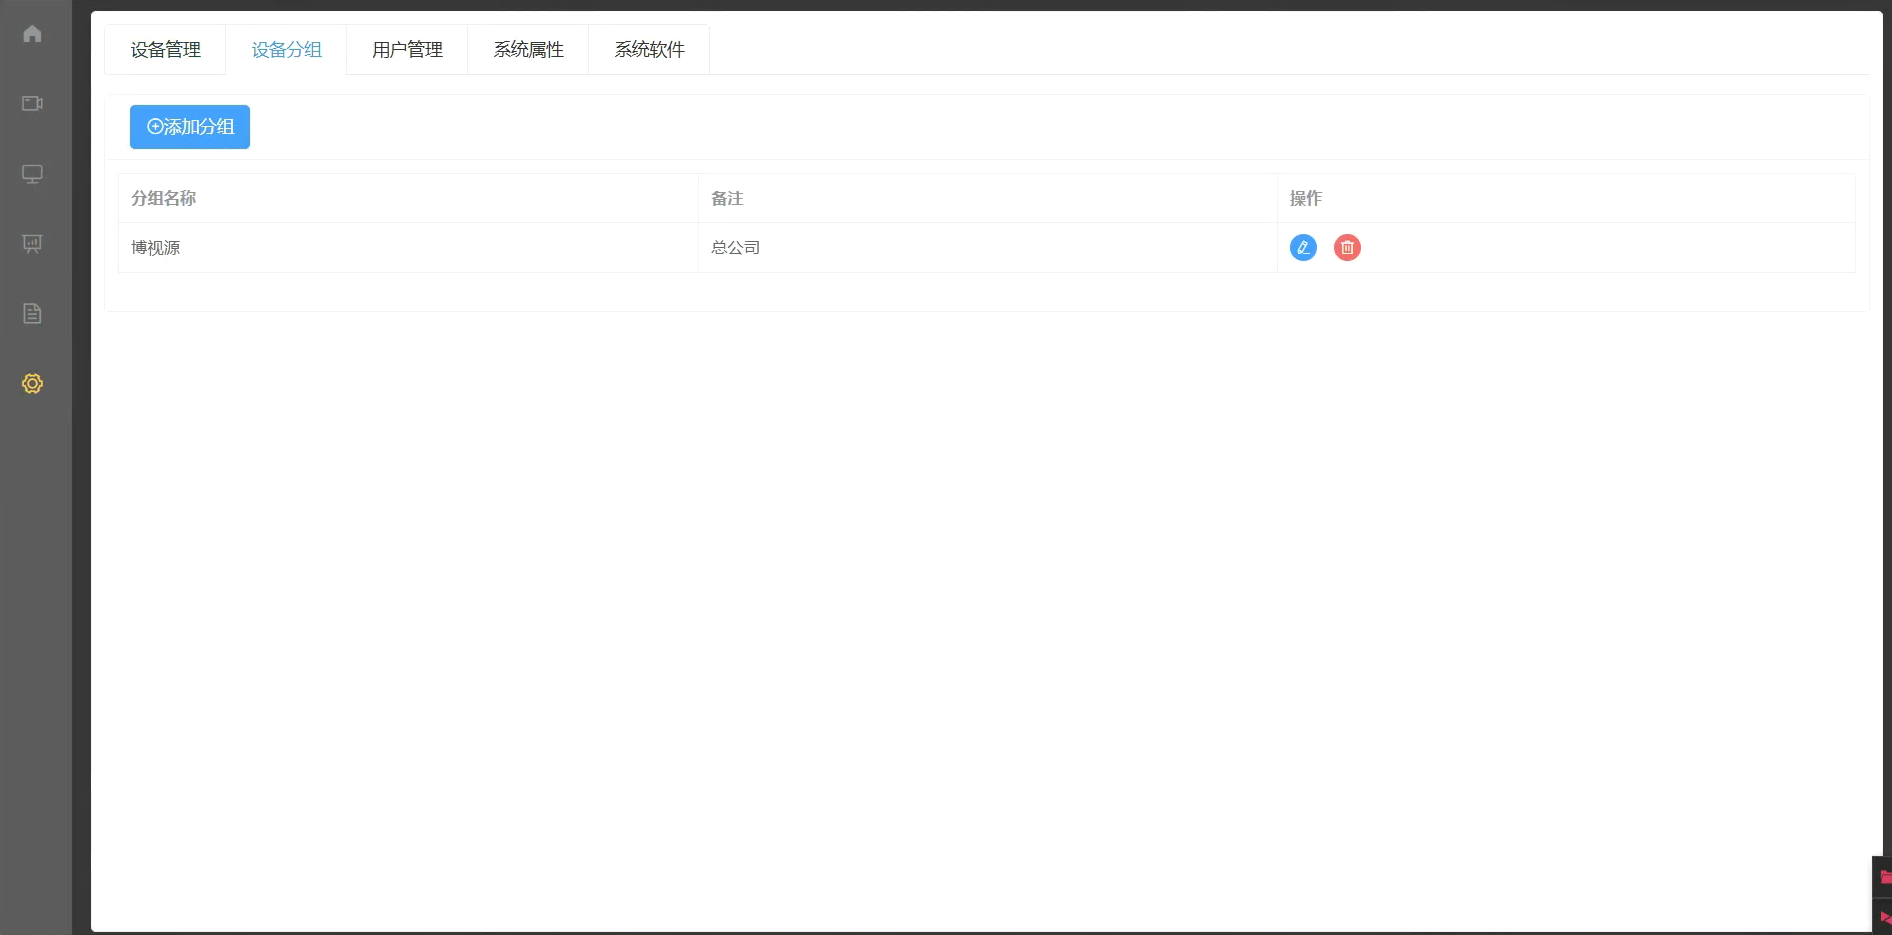 设备管理 设备分组 用户管理 系统属性 系统软件
添加分组
分组名称 备注 操作
博视源 总公司